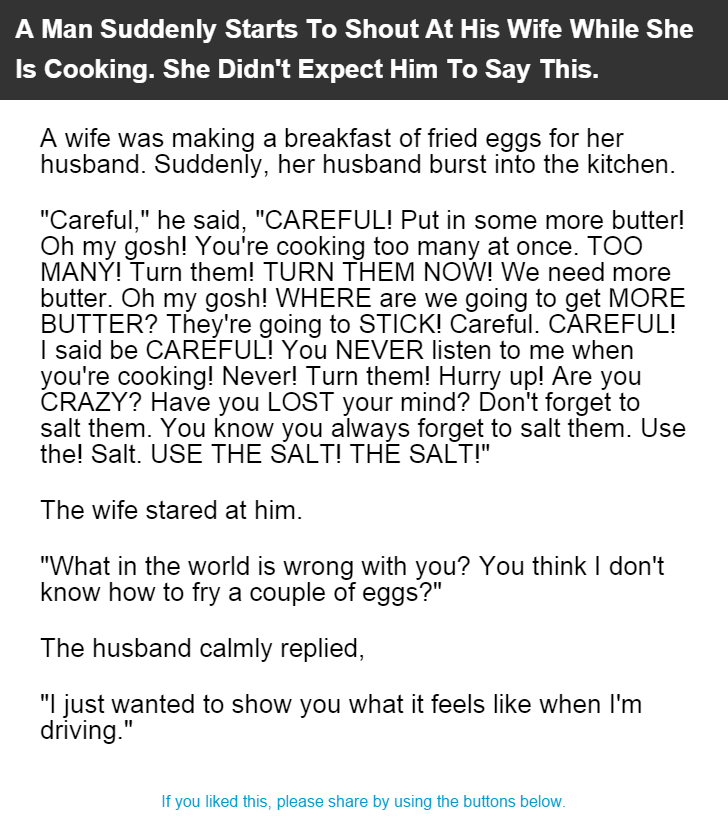 A Man Suddenly Starts To Shout At His Wife While She
Is Cooking. She Didn't Expect Him To Say This.
A wife was making a breakfast of fried eggs for her
husband. Suddenly, her husband burst into the kitchen.
"Careful," he said, "CAREFUL! Put in some more butter!
Oh my gosh! You're cooking too many at once. TOO
MANY! Turn them! TURN THEM NOW! We need more
butter. Oh my gosh! WHERE are we going to get MORE
BUTTER? They're going to STICK! Careful. CAREFUL!
I said be CAREFUL! You NEVER listen to me when
you're cooking! Never! Turn them! Hurry up! Are you
CRAZY? Have you LOST your mind? Don't forget to
salt them. You know you always forget to salt them. Use
the! Salt. USE THE SALT! THE SALT!"
The wife stared at him.
"What in the world is wrong with you? You think I don't
know how to fry a couple of eggs?"
The husband calmly replied,
"I just wanted to show you what it feels like when I'm
driving."
If you liked this, please share by using the buttons below.